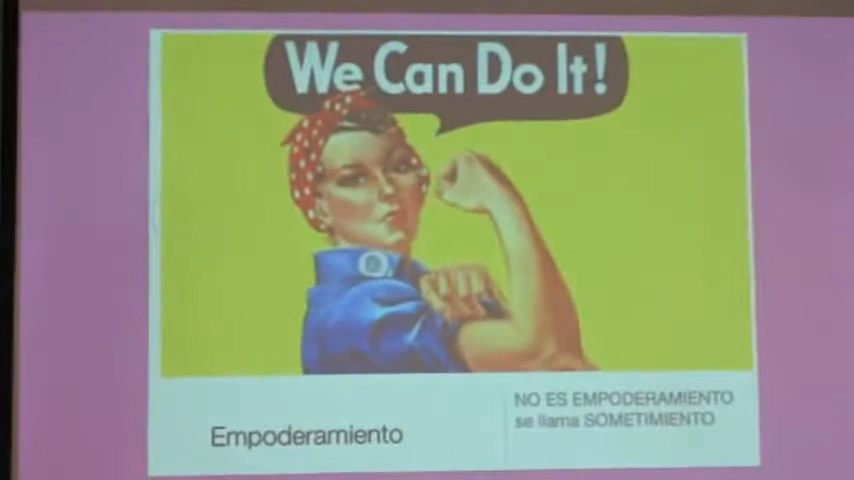 We Can Do It!
Empoderamiento
NO ES EMPODERAMIENTO
se llama SOMETIMIENTO